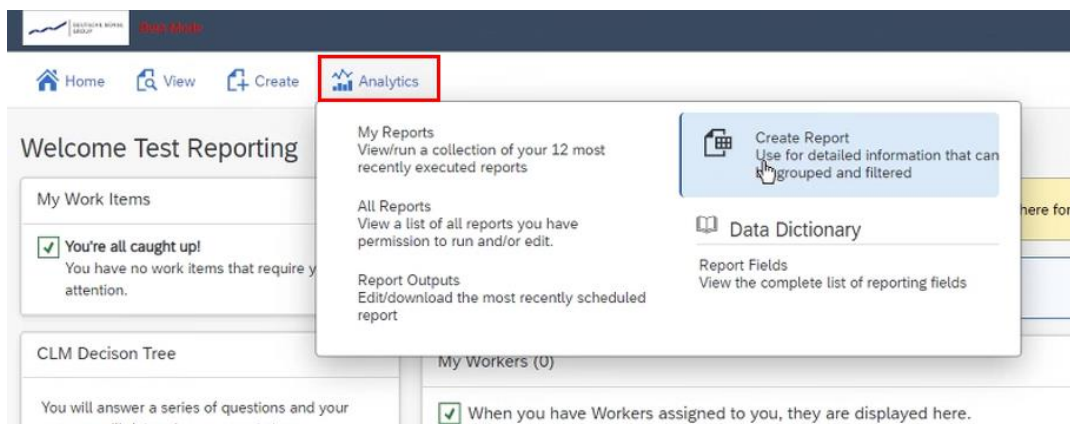 DEUTSCHE BÖRSE
GROUP
Home
View
Create
Analytics
Welcome Test Reporting
My Work Items
You're all caught up!
You have no work items that require y
attention.
CLM Decison Tree
You will answer a series of questions and your
My Reports
View/run a collection of your 12 most
recently executed reports
All Reports
View a list of all reports you have
permission to run and/or edit.
Report Outputs
Edit/download the most recently scheduled
report
Create Report
Use for detailed information that can
grouped and filtered
Data Dictionary
Report Fields
View the complete list of reporting fields
here for
My Workers (0)
When you have Workers assigned to you, they are displayed here.